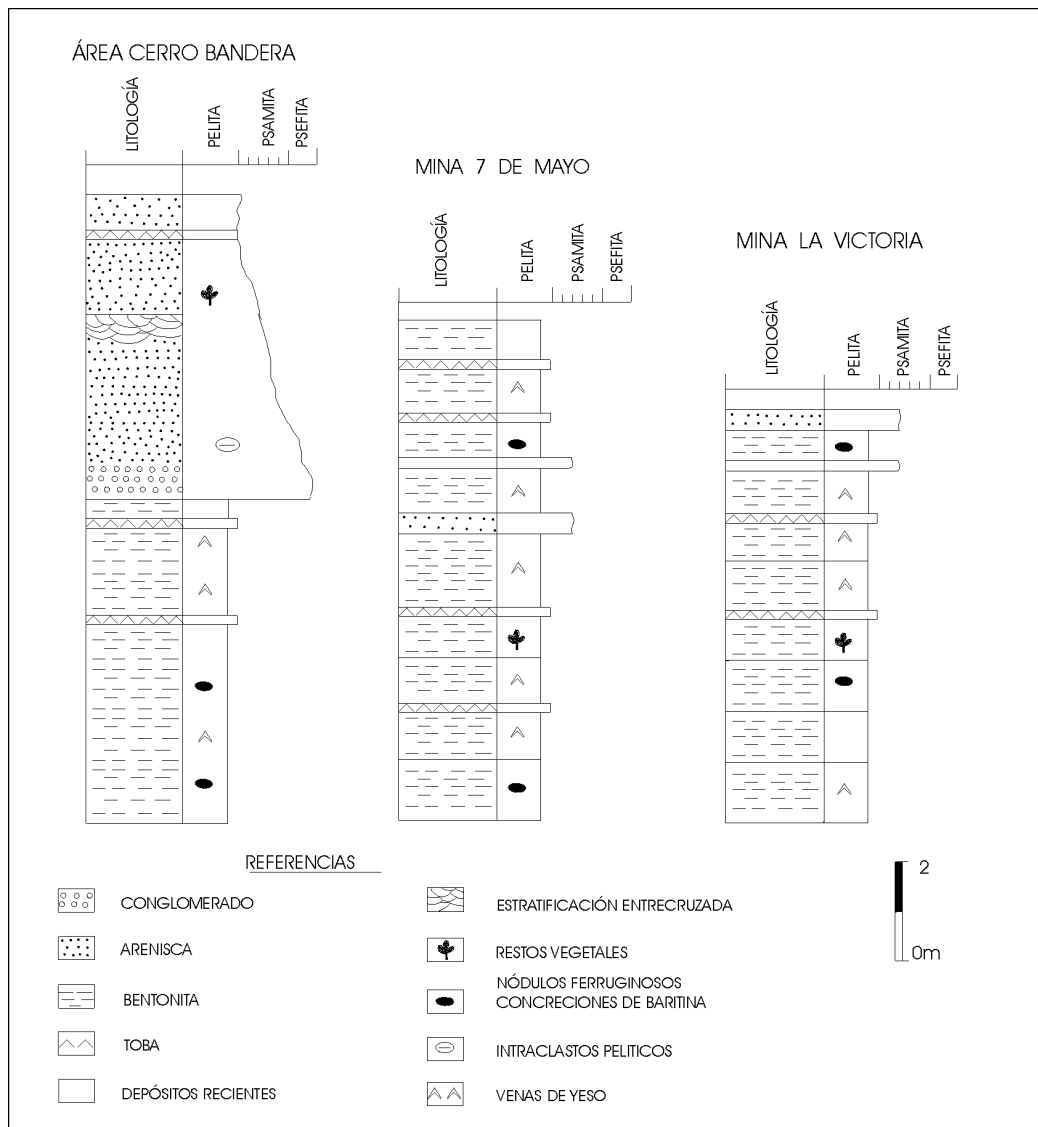 ÁREA CERRO BANDERA
LITOLOGÍA
PELITA
PSAMITA
PSEFITA
MINA 7 DE MAYO
LITOLOGÍA
PELITA
PSAMITA
PSEFITA
MINA LA VICTORIA
LITOLOGÍA
PELITA
PSAMITA
PSEFITA
REFERENCIAS
CONGLOMERADO
ARENISCA
BENTONITA
TOBA
DEPÓSITOS RECIENTES
ESTRATIFICACIÓN ENTRECRUZADA
RESTOS VEGETALES
NÓDULOS FERRUGINOSOS
CONCRECIONES DE BARITINA
INTRACLASTOS PELITICOS
VENAS DE YESO
2
0m